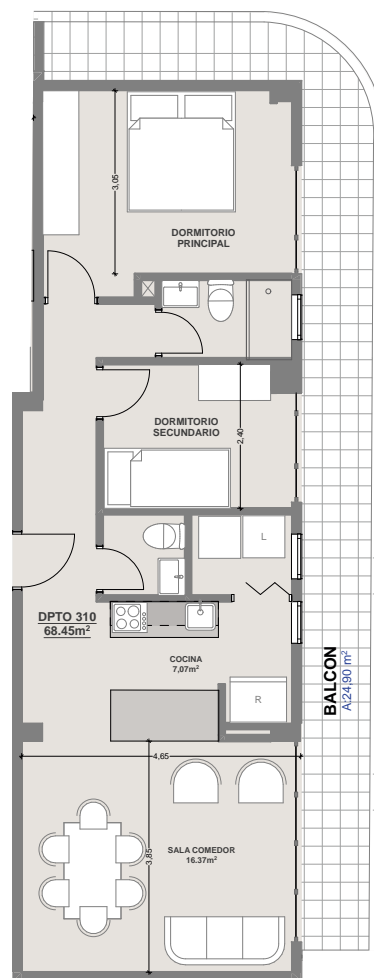 3,05
DORMITORIO
PRINCIPAL
DORMITORIO
SECUNDARIO
2,40
L
DPTO 310
68.45m²
COCINA
7,07m²
R
BALCON
A:24,90 m²
4,65
3,85
SALA COMEDOR
16.37m²